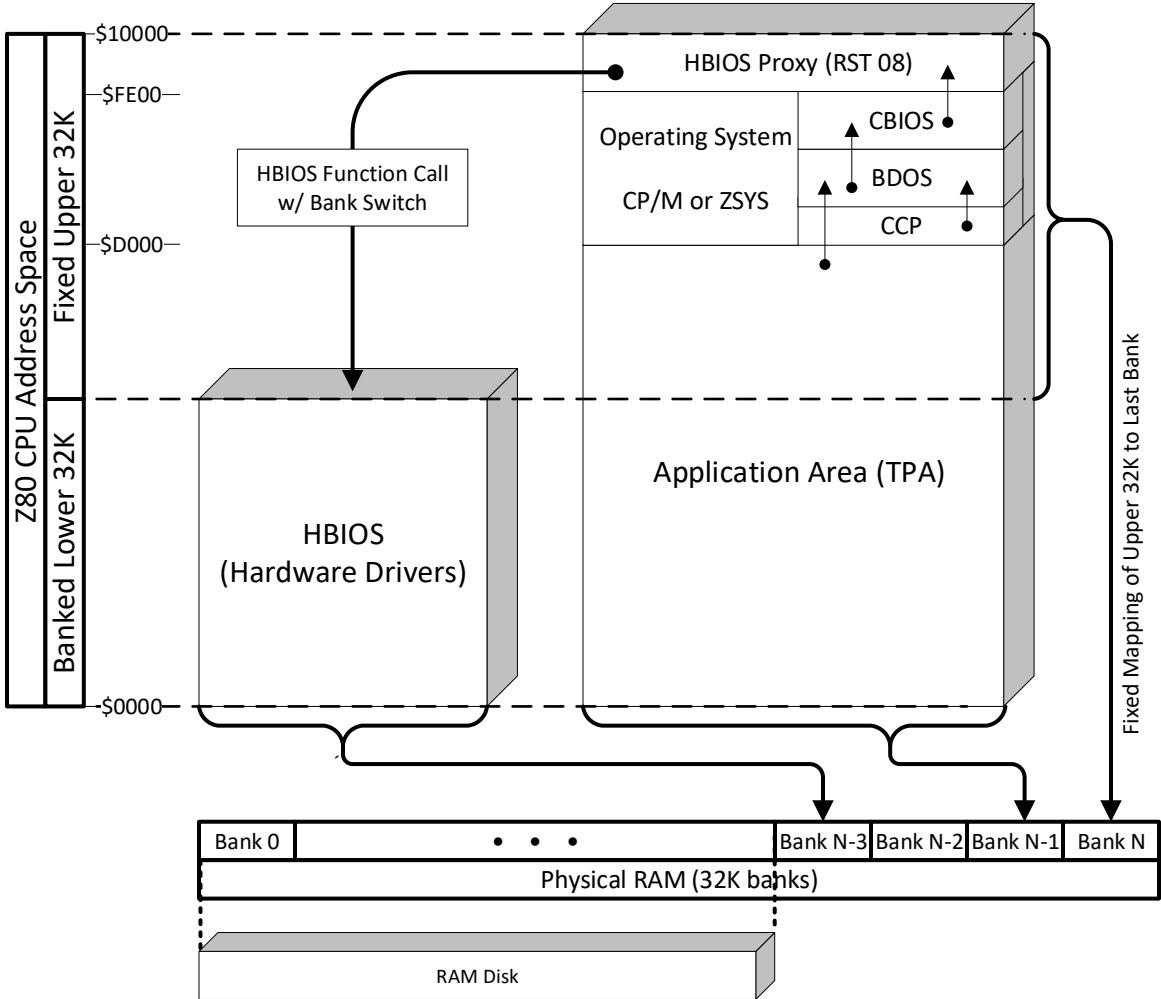 $10000
HBIOS Proxy (RST 08)
$FE00
Operating System
CP/M or ZSYS
CBIOS
BDOS
CCP
HBIOS Function Call
w/ Bank Switch
$D000
Z80 CPU Address Space
Fixed Upper 32K
Banked Lower 32K
Fixed Mapping of Upper 32K to Last Bank
Application Area (TPA)
HBIOS
(Hardware Drivers)
$0000
Bank 0
• • •
Bank N-3
Bank N-2
Bank N-1
Bank N
Physical RAM (32K banks)
RAM Disk